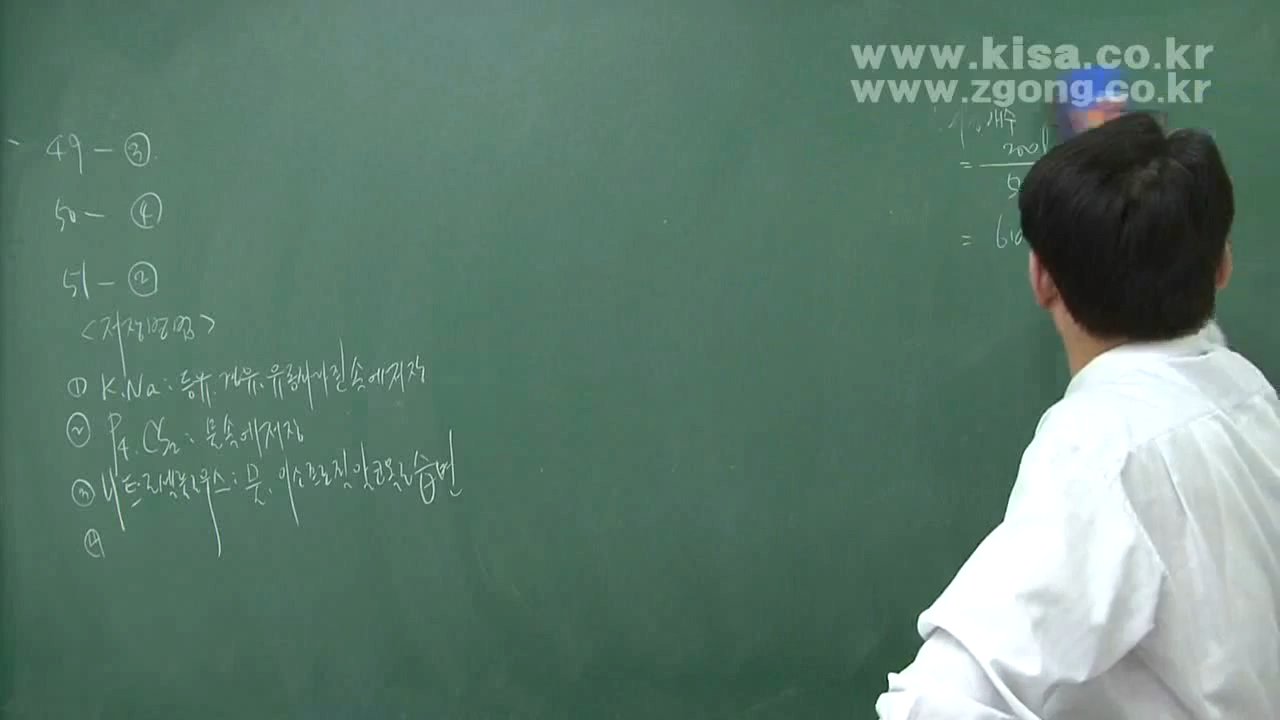 www.kisa.co.kr
www.zgong.co.kr
49 - ③
50 - ④
51 - ②
<저장방법>
① K.Na : 등유, 경유, 유동파라핀 속에 저장
② P4. CS2 : 물속에 저장
③ 니트로셀룰로우스 : 물, 이소프로필알코올로 습면
④
개수
=
=